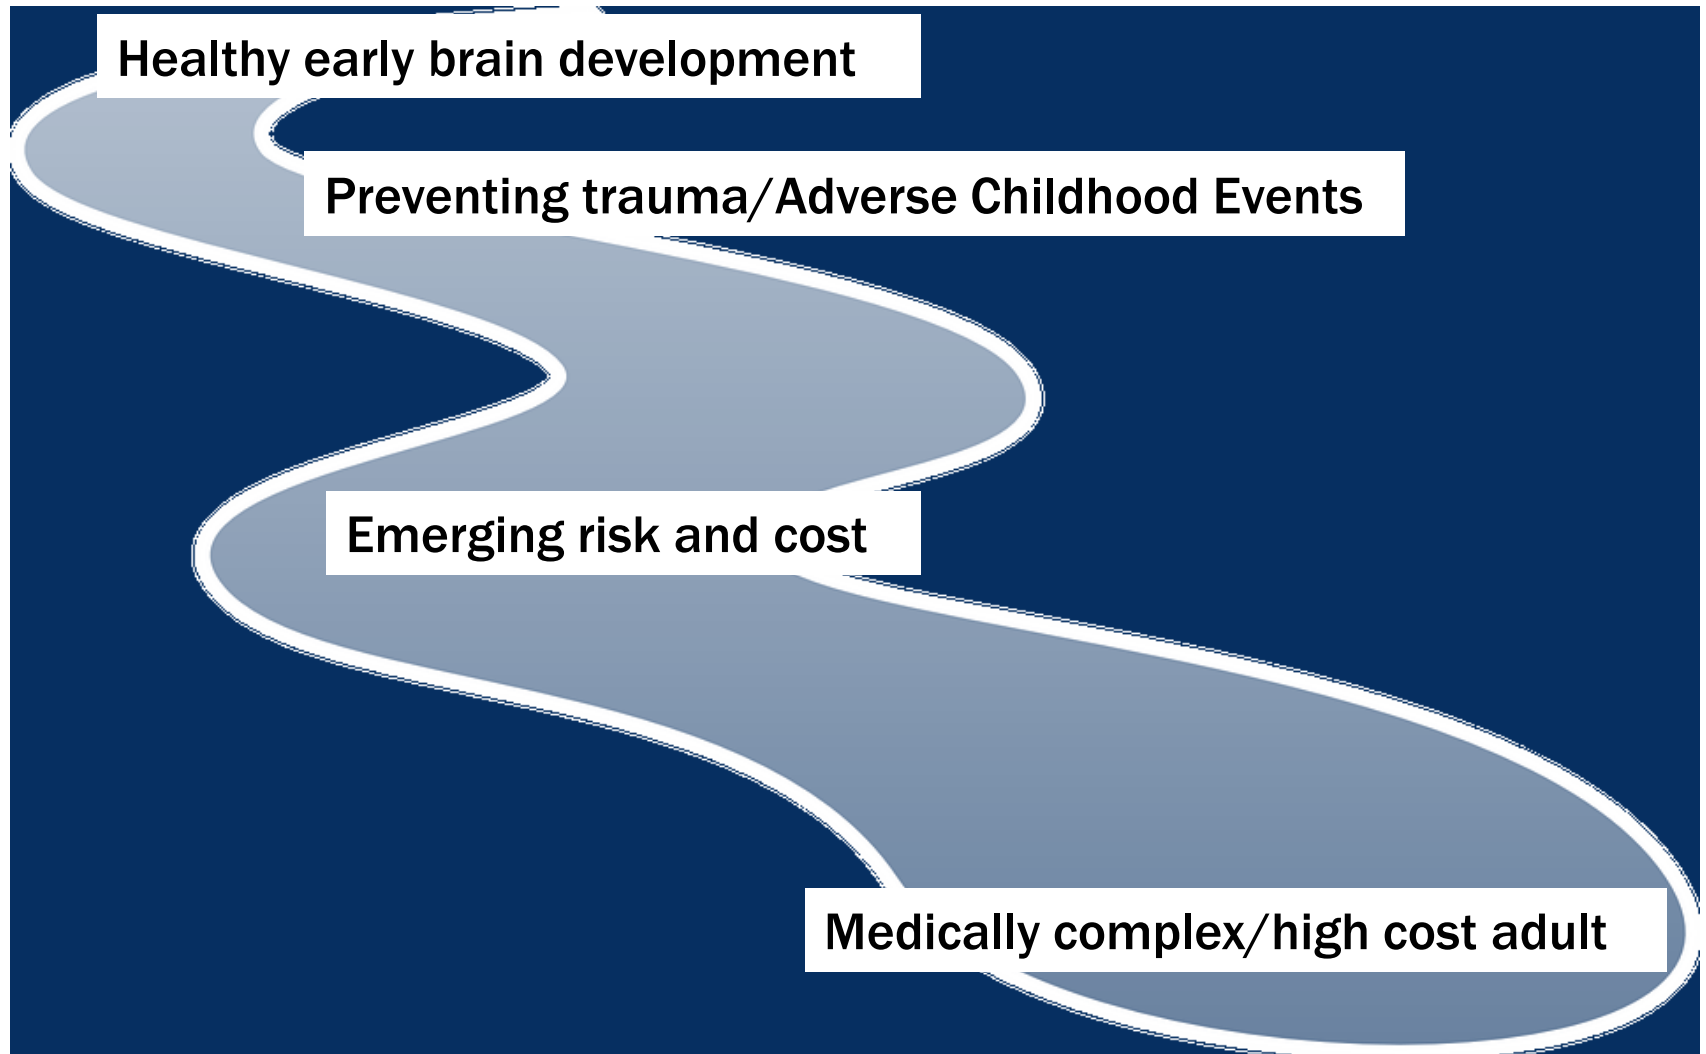 Healthy early brain development
Preventing trauma/Adverse Childhood Events
Emerging risk and cost
Medically complex/high cost adult